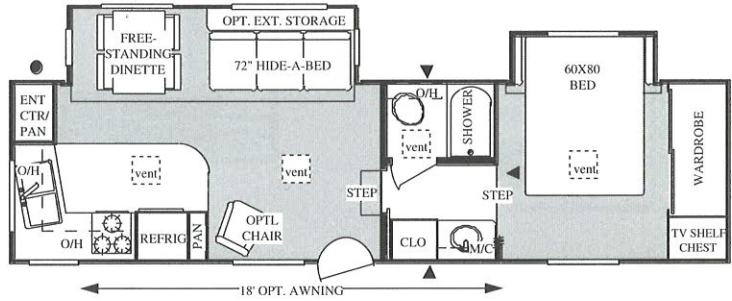 OPT. EXT. STORAGE
FREE-
STANDING
DINETTE
72" HIDE-A-BED
60X80
BED
ENT
CTR/
PAN
O/H
SHOWER
WARDROBE
vent
vent
vent
vent
O/H
STEP
STEP
OPTL
CHAIR
O/H
REFRIG
PAN
CLO
M/C
TV SHELF
CHEST
18' OPT. AWNING